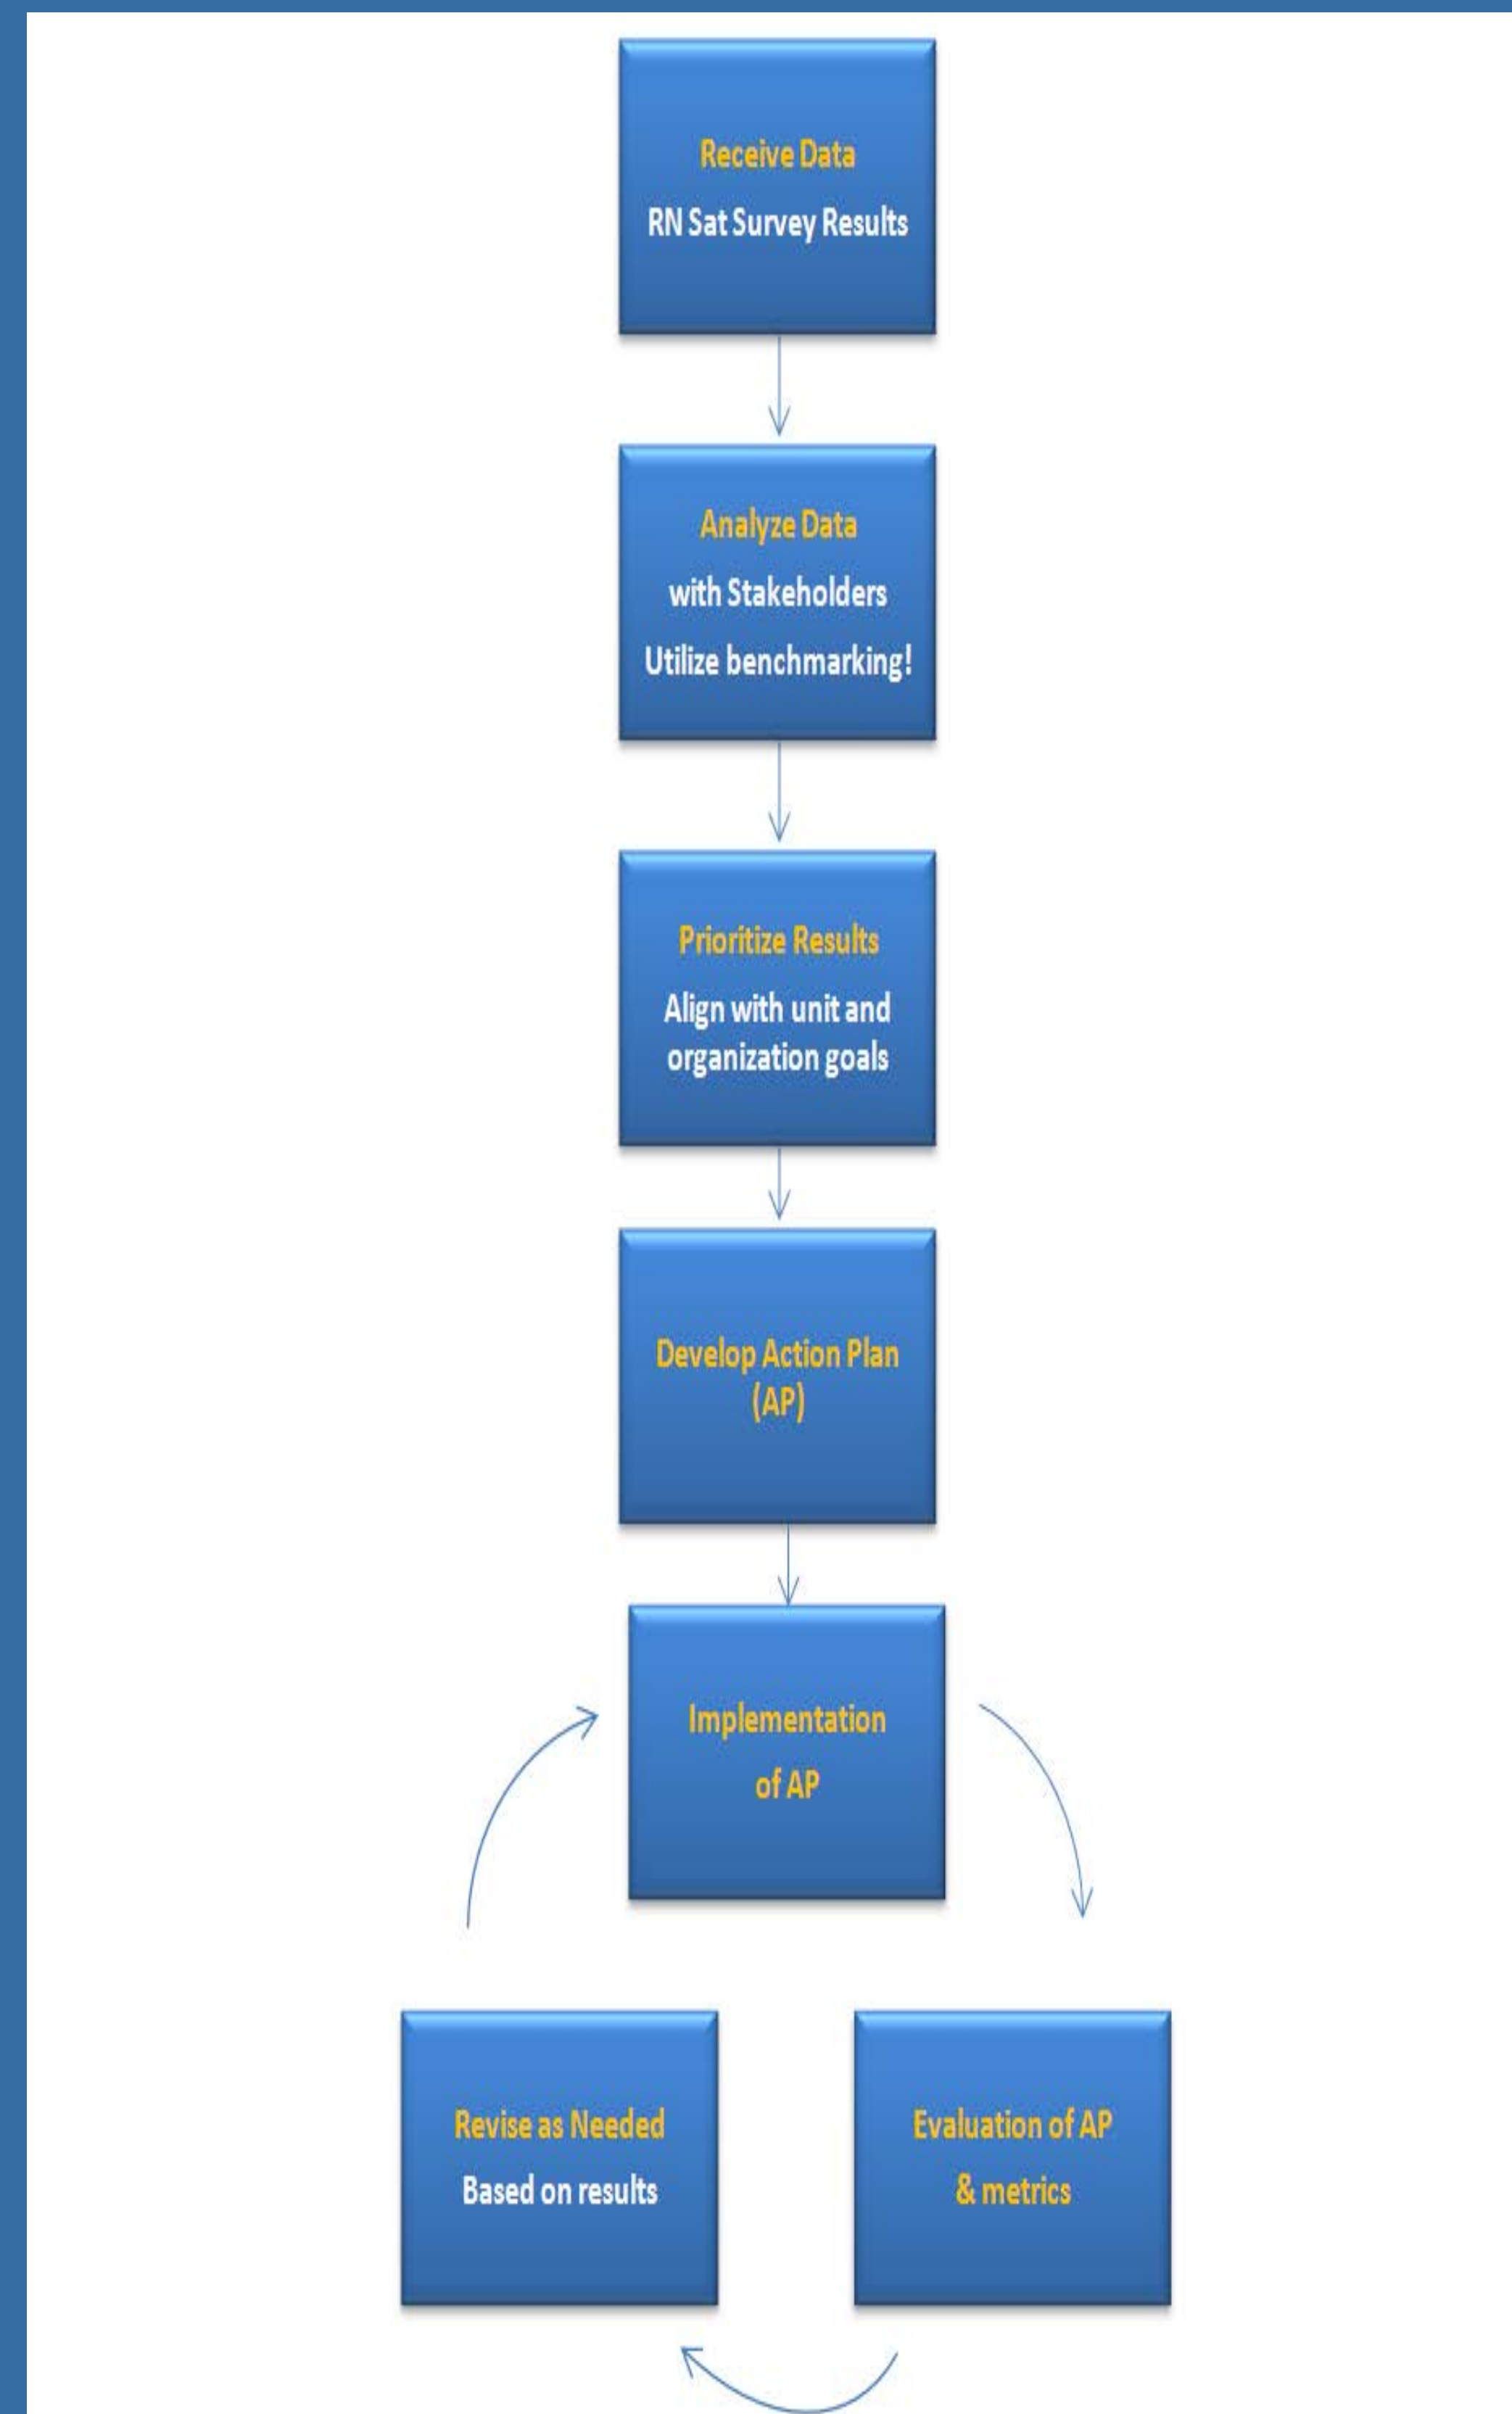 Receive Data
RN Sat Survey Results
Analyze Data
with Stakeholders
Utilize benchmarking!
Prioritize Results
Align with unit and
organization goals
Develop Action Plan
(AP)
Implementation
of AP
Revise as Needed
Based on results
Evaluation of AP
& metrics